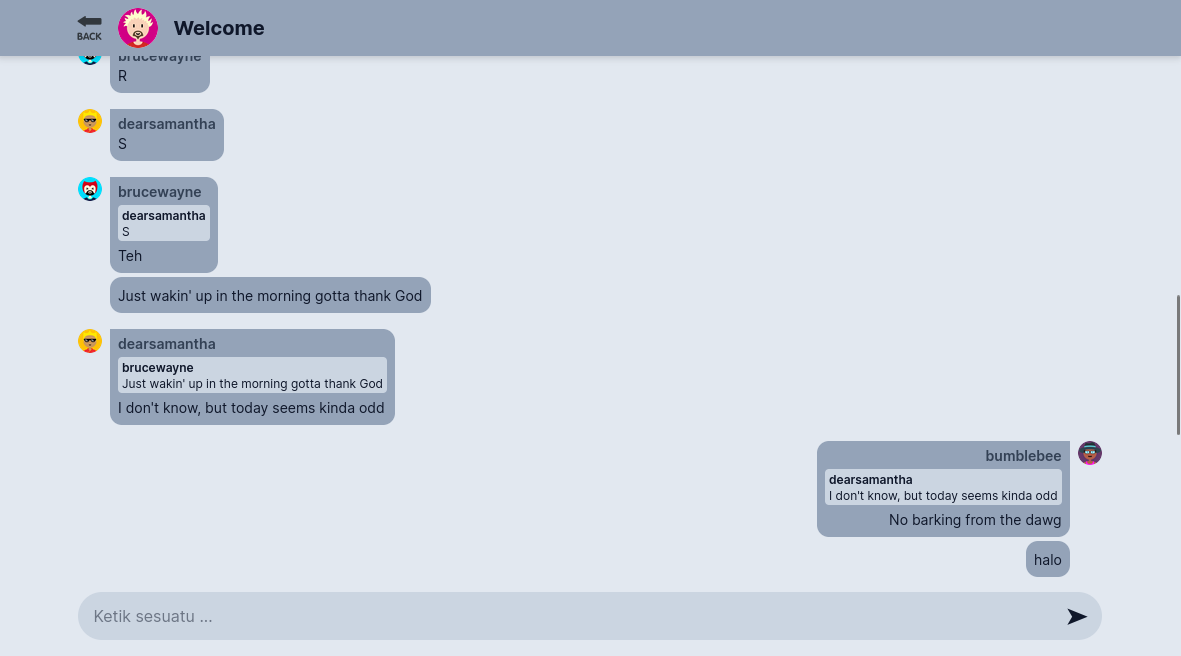 BACK
Welcome
brucewayne
R
dearsamantha
S
brucewayne
dearsamantha
S
Teh
Just wakin' up in the morning gotta thank God
dearsamantha
brucewayne
Just wakin' up in the morning gotta thank God
I don't know, but today seems kinda odd
bumblebee
dearsamantha
I don't know, but today seems kinda odd
No barking from the dawg
halo
Ketik sesuatu ...